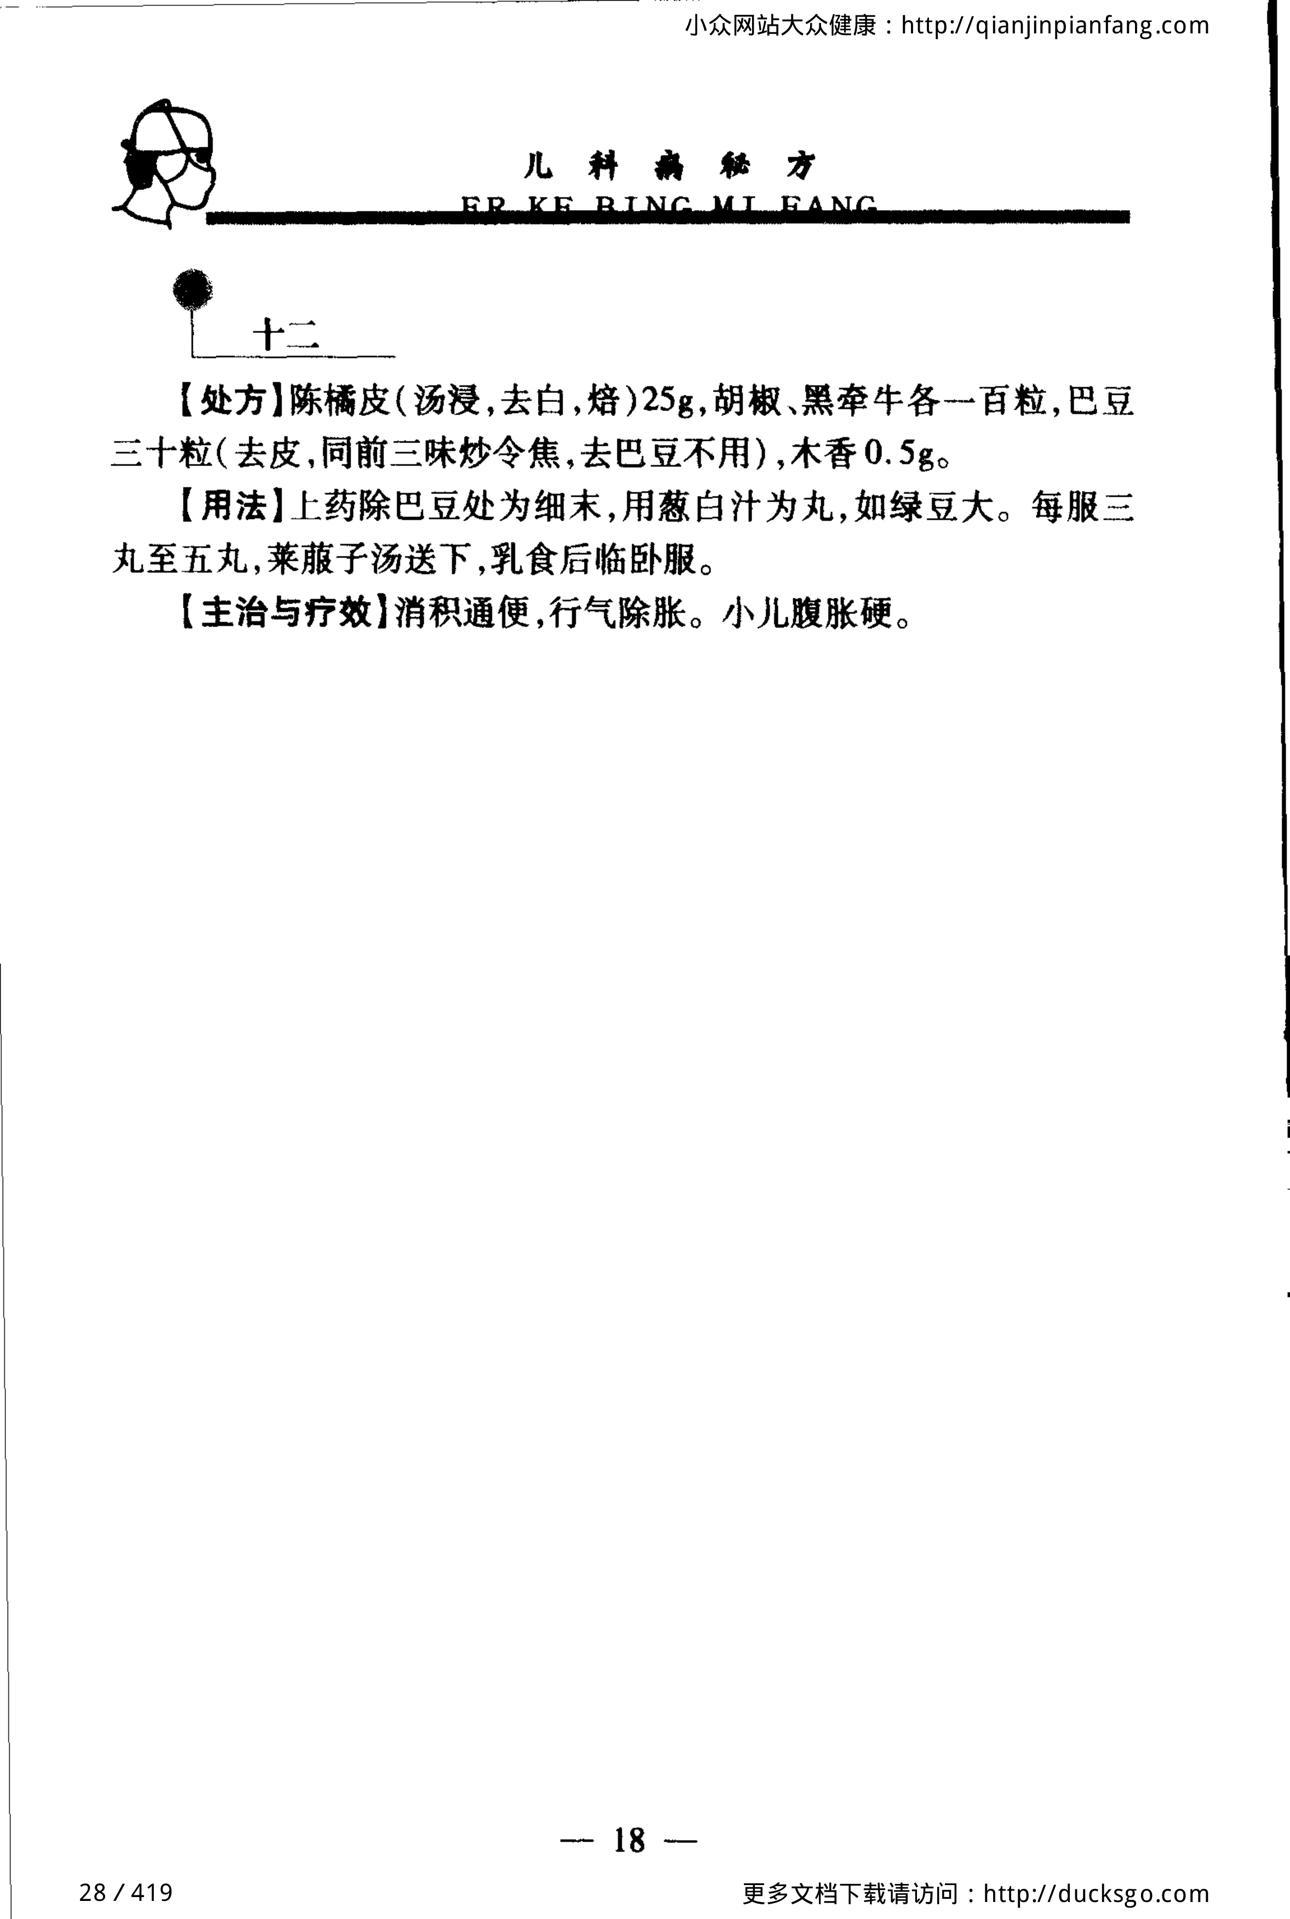 小众网站大众健康：http://qianjinpianfang.com
儿科病秘方
ER KE BING MI FANG
十二
【处方】陈橘皮(汤浸,去白,焙)25g,胡椒、黑牵牛各一百粒,巴豆
三十粒(去皮,同前三味炒令焦,去巴豆不用),木香0.5g。
【用法】上药除巴豆处为细末,用葱白汁为丸,如绿豆大。每服三
丸至五丸,莱菔子汤送下,乳食后临卧服。
【主治与疗效】消积通便,行气除胀。小儿腹胀硬。
— 18 —
28 / 419
更多文档下载请访问：http://ducksgo.com